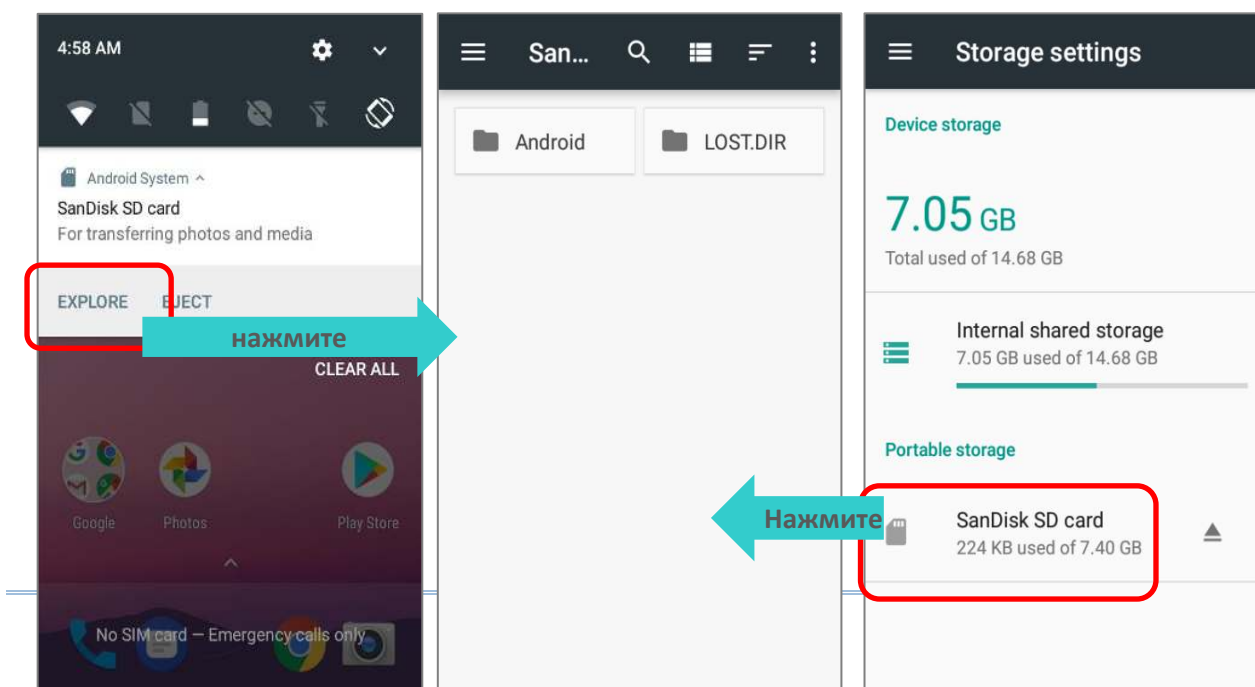 4:58 AM
Android System
SanDisk SD card
For transferring photos and media
EXPLORE EJECT
нажмите
CLEAR ALL
Google Photos Play Store
No SIM card – Emergency calls only
San...
Android LOST.DIR
Нажмите
Storage settings
Device storage
7.05 GB
Total used of 14.68 GB
Internal shared storage
7.05 GB used of 14.68 GB
Portable storage
SanDisk SD card
224 KB used of 7.40 GB